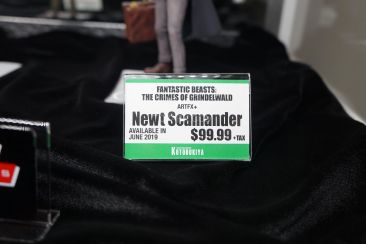 FANTASTIC BEASTS:
THE CRIMES OF GRINDELWALD
ARTFX+
Newt Scamander
AVAILABLE IN
JUNE 2019
$99.99 +TAX
KOTOBUKIYA
S